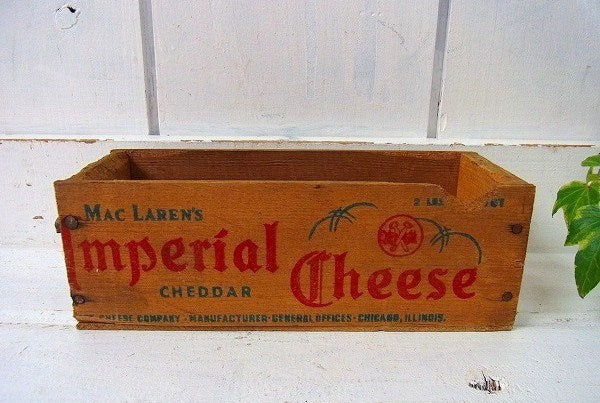 MAC LAREN'S
2 LBS
Imperial Cheese
CHEDDAR
CHEESE COMPANY - MANUFACTURER - GENERAL OFFICES - CHICAGO, ILLINOIS.